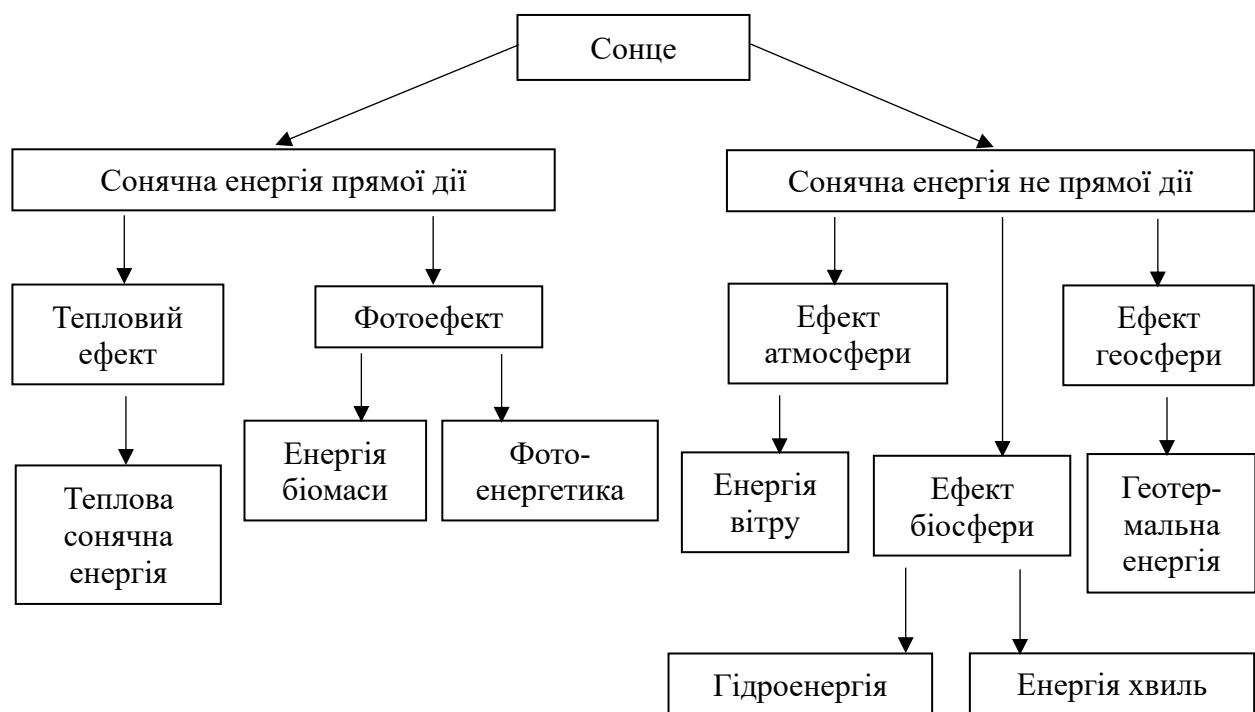 Сонце
Сонячна енергія прямої дії
Сонячна енергія не прямої дії
Тепловий
ефект
Фотоефект
Ефект
атмосфери
Ефект
геосфери
Енергія
біомаси
Фото-
енергетика
Теплова
сонячна
енергія
Енергія
вітру
Ефект
біосфери
Геотер-
мальна
енергія
Гідроенергія
Енергія хвиль